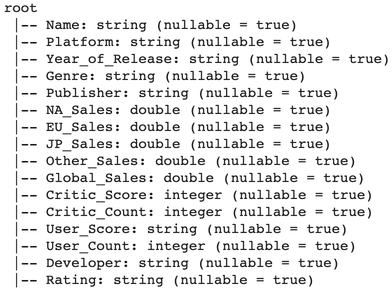 root
 |-- Name: string (nullable = true)
 |-- Platform: string (nullable = true)
 |-- Year_of_Release: string (nullable = true)
 |-- Genre: string (nullable = true)
 |-- Publisher: string (nullable = true)
 |-- NA_Sales: double (nullable = true)
 |-- EU_Sales: double (nullable = true)
 |-- JP_Sales: double (nullable = true)
 |-- Other_Sales: double (nullable = true)
 |-- Global_Sales: double (nullable = true)
 |-- Critic_Score: integer (nullable = true)
 |-- Critic_Count: integer (nullable = true)
 |-- User_Score: string (nullable = true)
 |-- User_Count: integer (nullable = true)
 |-- Developer: string (nullable = true)
 |-- Rating: string (nullable = true)